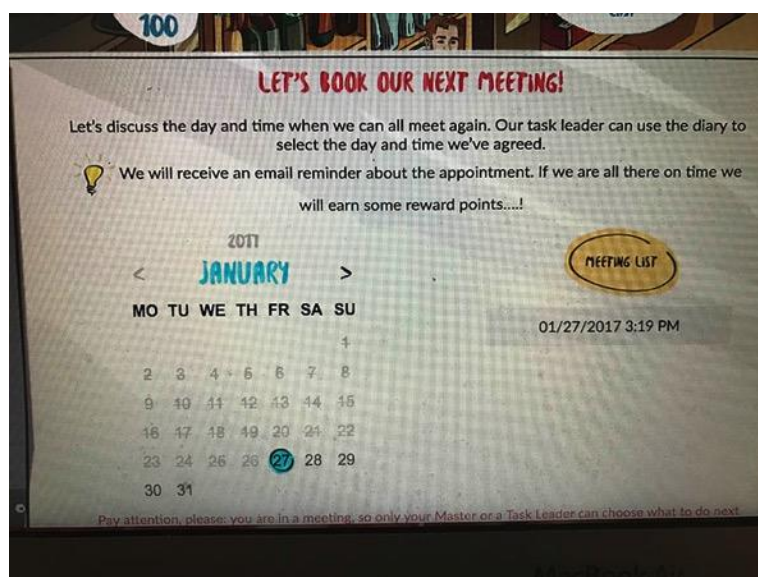 100
LET'S BOOK OUR NEXT MEETING!
Let's discuss the day and time when we can all meet again. Our task leader can use the diary to
select the day and time we've agreed.
We will receive an email reminder about the appointment. If we are all there on time we
will earn some reward points....!
2017
< JANUARY >
MEETING LIST
MO TU WE TH FR SA SU
01/27/2017 3:19 PM
1
2 3 4 5 6 7 8
9 10 11 12 13 14 15
16 17 18 19 20 21 22
23 24 25 26 27 28 29
30 31
Pay attention, please: you are in a meeting, so only your Master or a Task Leader can choose what to do next
MacBook Air